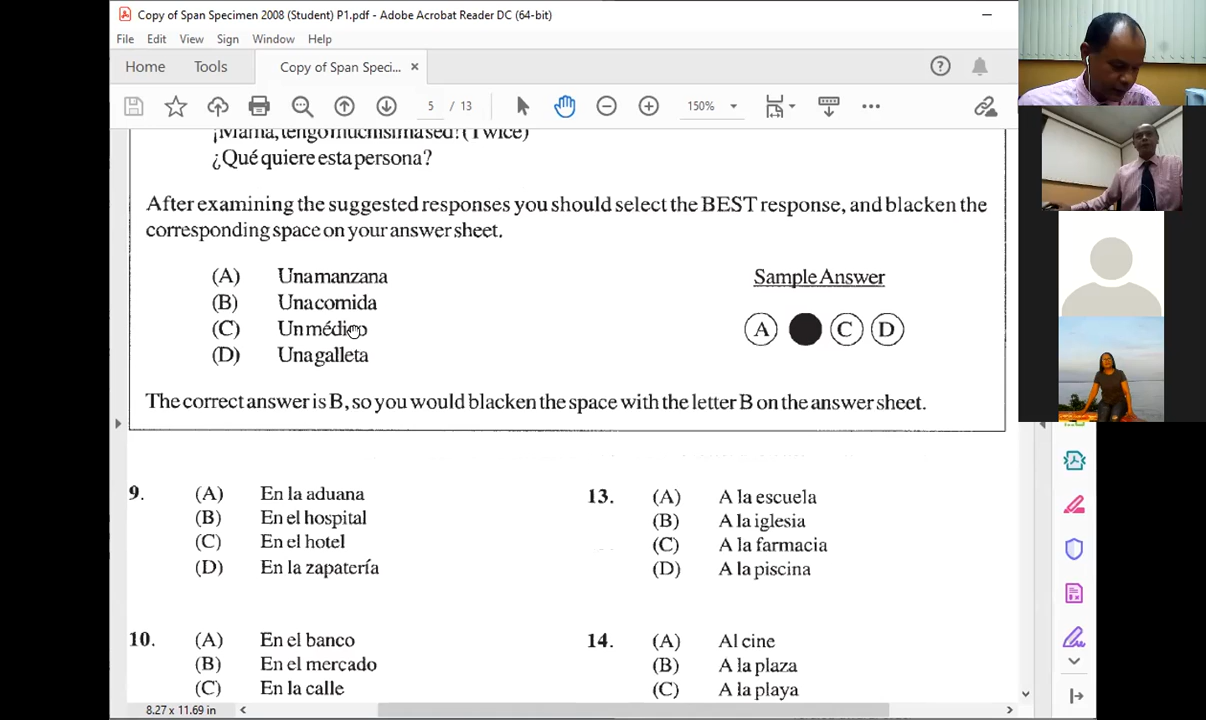 Copy of Span Specimen 2008 (Student) P1.pdf - Adobe Acrobat Reader DC (64-bit)
File Edit View Sign Window Help
Home Tools Copy of Span Speci... ×
5 / 13 150%
¡Mamá, tengo muchísima sed! (Twice)
¿Qué quiere esta persona?
After examining the suggested responses you should select the BEST response, and blacken the
corresponding space on your answer sheet.
(A) Una manzana
(B) Una comida
(C) Un médico
(D) Una galleta
Sample Answer
A C D
The correct answer is B, so you would blacken the space with the letter B on the answer sheet.
9. (A) En la aduana
(B) En el hospital
(C) En el hotel
(D) En la zapatería
10. (A) En el banco
(B) En el mercado
(C) En la calle
13. (A) A la escuela
(B) A la iglesia
(C) A la farmacia
(D) A la piscina
14. (A) Al cine
(B) A la plaza
(C) A la playa
8.27 x 11.69 in